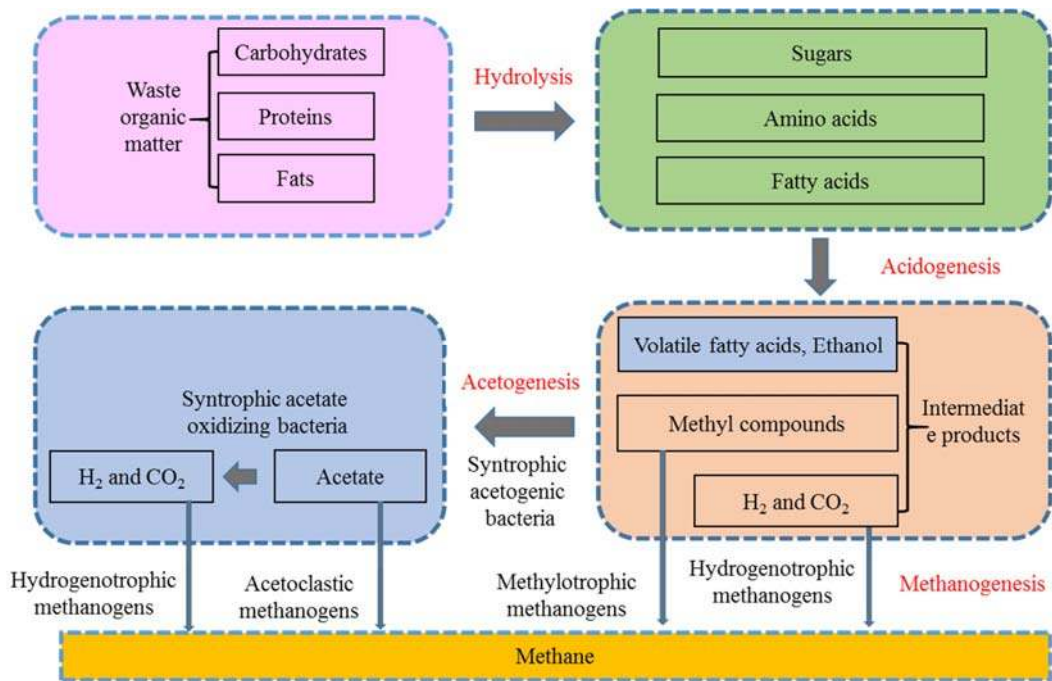 Carbohydrates
Waste
organic
matter
Proteins
Fats
Hydrolysis
Sugars
Amino acids
Fatty acids
Acidogenesis
Volatile fatty acids, Ethanol
Methyl compounds
H₂ and CO₂
Intermediat
e products
Acetogenesis
Syntrophic
acetogenic
bacteria
Syntrophic acetate
oxidizing bacteria
H₂ and CO₂
Acetate
Hydrogenotrophic
methanogens
Acetoclastic
methanogens
Methylotrophic
methanogens
Hydrogenotrophic
methanogens
Methanogenesis
Methane